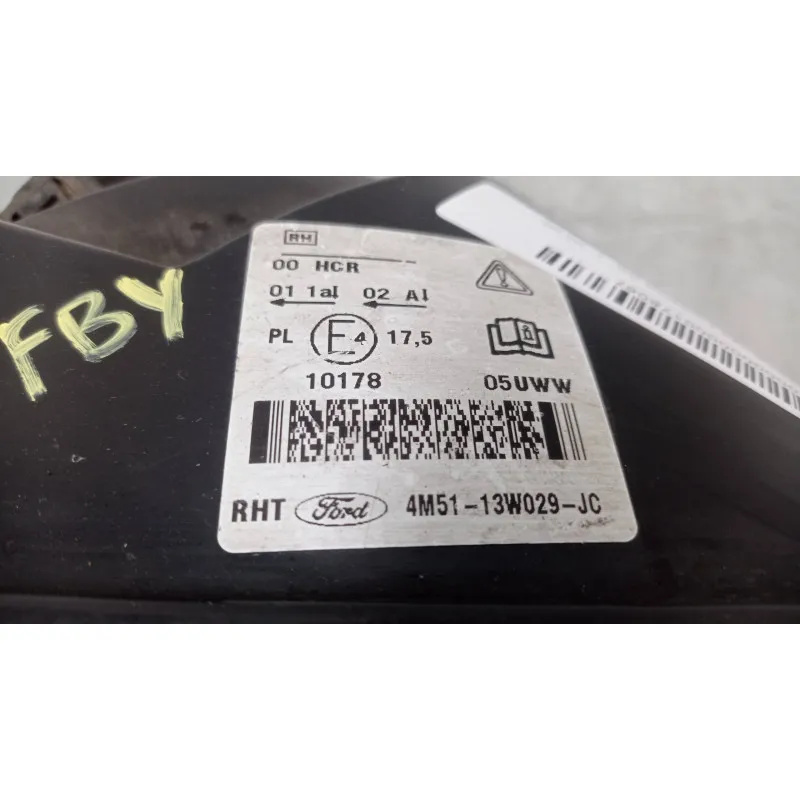 FBY
RH
00 HCR
01 1al 02 Al
PL E4 17,5
10178 05UWW
RHT Ford 4M51-13W029-JC